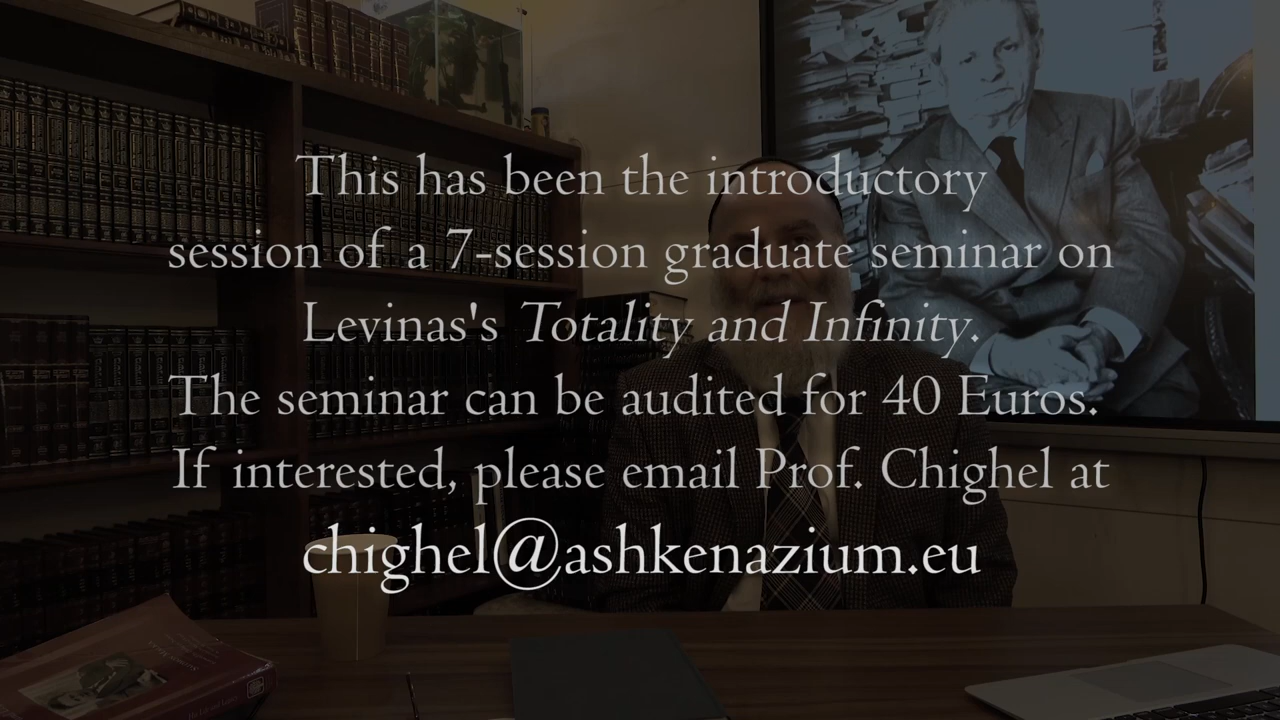 This has been the introductory
session of a 7-session graduate seminar on
Levinas's Totality and Infinity.
The seminar can be audited for 40 Euros.
If interested, please email Prof. Chighel at
chighel@ashkenazium.eu